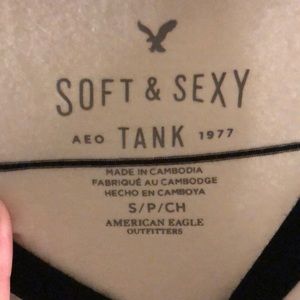 SOFT & SEXY
AEO TANK 1977
MADE IN CAMBODIA
FABRIQUÉ AU CAMBODGE
HECHO EN CAMBOYA
S/P/CH
AMERICAN EAGLE
OUTFITTERS